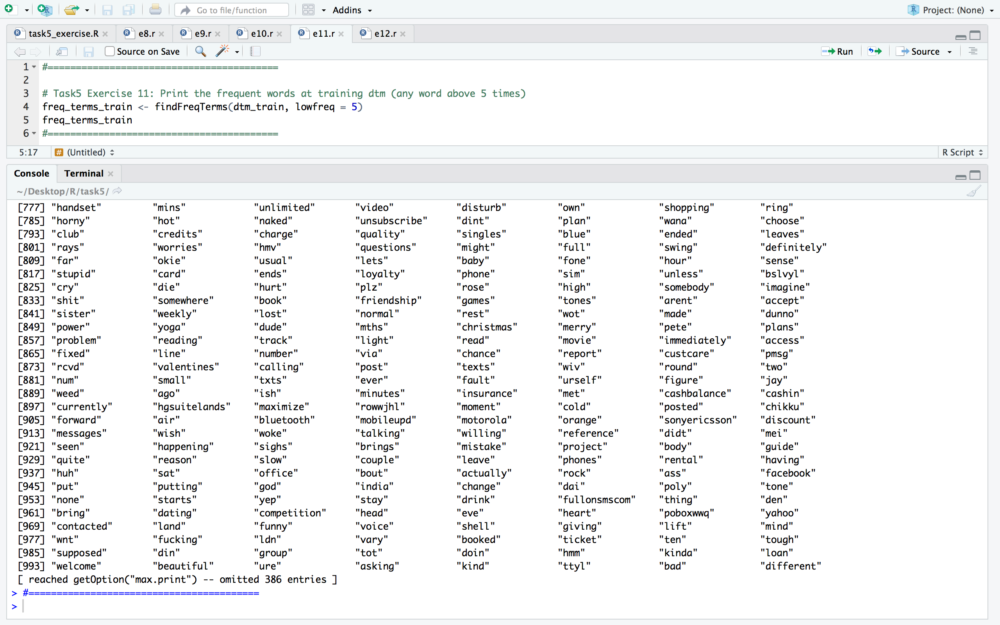 Go to file/function Addins Project: (None)
task5_exercise.R e8.r e9.r e10.r e11.r e12.r
Source on Save Run Source
1 #=========================================
2
3 # Task5 Exercise 11: Print the frequent words at training dtm (any word above 5 times)
4 freq_terms_train <- findFreqTerms(dtm_train, lowfreq = 5)
5 freq_terms_train
6 #=========================================
5:17 # (Untitled) R Script
Console Terminal
~/Desktop/R/task5/
[777] "handset" "mins" "unlimited" "video" "disturb" "own" "shopping" "ring"
[785] "horny" "hot" "naked" "unsubscribe" "dint" "plan" "wana" "choose"
[793] "club" "credits" "charge" "quality" "singles" "blue" "ended" "leaves"
[801] "rays" "worries" "hmv" "questions" "might" "full" "swing" "definitely"
[809] "far" "okie" "usual" "lets" "baby" "fone" "hour" "sense"
[817] "stupid" "card" "ends" "loyalty" "phone" "sim" "unless" "bslvyl"
[825] "cry" "die" "hurt" "plz" "rose" "high" "somebody" "imagine"
[833] "shit" "somewhere" "book" "friendship" "games" "tones" "arent" "accept"
[841] "sister" "weekly" "lost" "normal" "rest" "wot" "made" "dunno"
[849] "power" "yoga" "dude" "mths" "christmas" "merry" "pete" "plans"
[857] "problem" "reading" "track" "light" "read" "movie" "immediately" "access"
[865] "fixed" "line" "number" "via" "chance" "report" "custcare" "pmsg"
[873] "rcvd" "valentines" "calling" "post" "texts" "wiv" "round" "two"
[881] "num" "small" "txts" "ever" "fault" "urself" "figure" "jay"
[889] "weed" "ago" "ish" "minutes" "insurance" "met" "cashbalance" "cashin"
[897] "currently" "hgsuitelands" "maximize" "rowwjhl" "moment" "cold" "posted" "chikku"
[905] "forward" "air" "bluetooth" "mobileupd" "motorola" "orange" "sonyericsson" "discount"
[913] "messages" "wish" "woke" "talking" "willing" "reference" "didt" "mei"
[921] "seen" "happening" "sighs" "brings" "mistake" "project" "body" "guide"
[929] "quite" "reason" "slow" "couple" "leave" "phones" "rental" "having"
[937] "huh" "sat" "office" "bout" "actually" "rock" "ass" "facebook"
[945] "put" "putting" "god" "india" "change" "dai" "poly" "tone"
[953] "none" "starts" "yep" "stay" "drink" "fullonsmscom" "thing" "den"
[961] "bring" "dating" "competition" "head" "eve" "heart" "poboxwwq" "yahoo"
[969] "contacted" "land" "funny" "voice" "shell" "giving" "lift" "mind"
[977] "wnt" "fucking" "ldn" "vary" "booked" "ticket" "ten" "tough"
[985] "supposed" "din" "group" "tot" "doin" "hmm" "kinda" "loan"
[993] "welcome" "beautiful" "ure" "asking" "kind" "ttyl" "bad" "different"
[ reached getOption("max.print") -- omitted 386 entries ]
> #=========================================
>